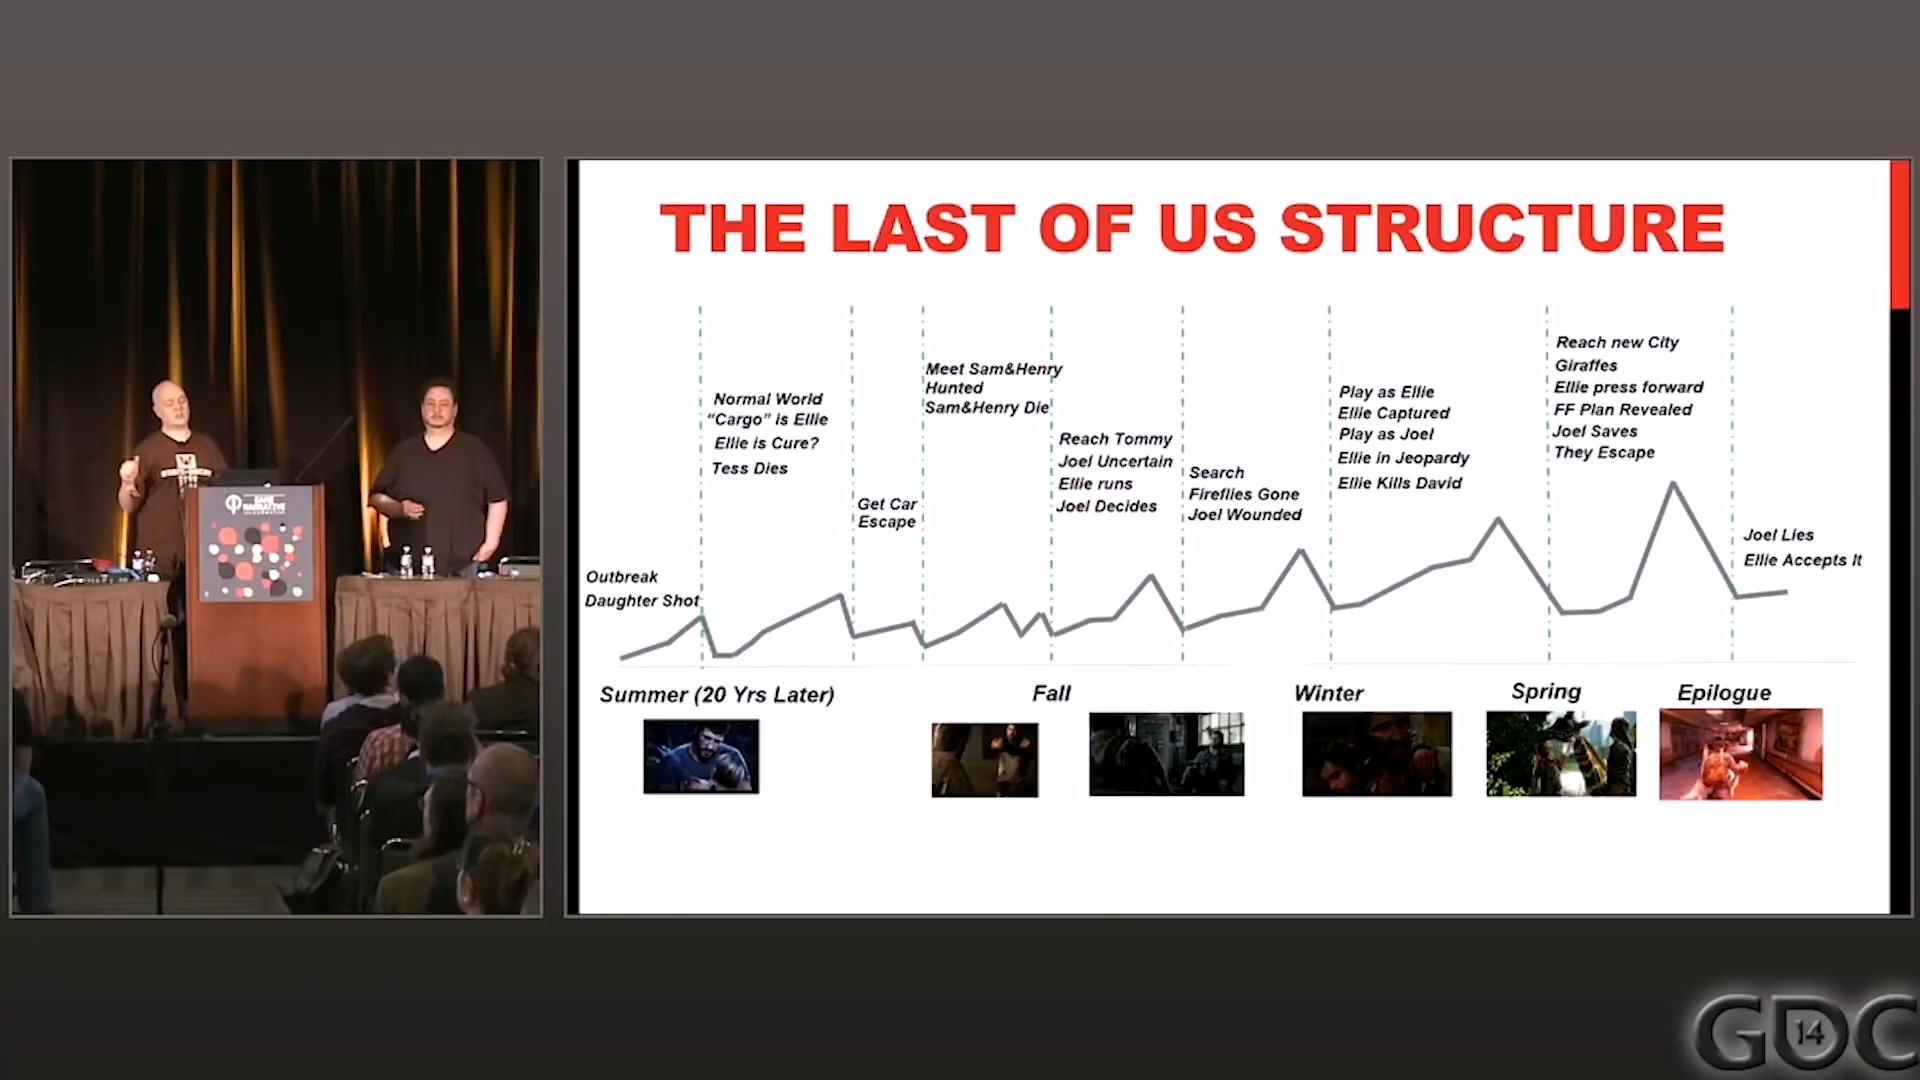 THE LAST OF US STRUCTURE
Outbreak
Daughter Shot
Normal World
“Cargo” is Ellie
Ellie is Cure?
Tess Dies
Get Car
Escape
Meet Sam&Henry
Hunted
Sam&Henry Die
Reach Tommy
Joel Uncertain
Ellie runs
Joel Decides
Search
Fireflies Gone
Joel Wounded
Play as Ellie
Ellie Captured
Play as Joel
Ellie in Jeopardy
Ellie Kills David
Reach new City
Giraffes
Ellie press forward
FF Plan Revealed
Joel Saves
They Escape
Joel Lies
Ellie Accepts It
Summer (20 Yrs Later)
Fall
Winter
Spring
Epilogue
GAME
NARRATIVE
SUMMIT
GDC
14